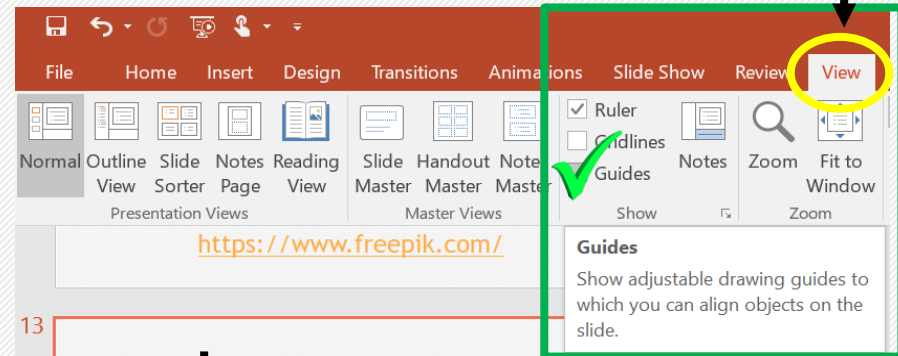 File Home Insert Design Transitions Animations Slide Show Review View
Normal Outline View Slide Sorter Notes Page Reading View
Slide Master Handout Master Notes Master
Ruler
Gridlines
Guides
Notes
Zoom Fit to Window
Presentation Views Master Views Show Zoom
https://www.freepik.com/
Guides
Show adjustable drawing guides to
which you can align objects on the
slide.
13